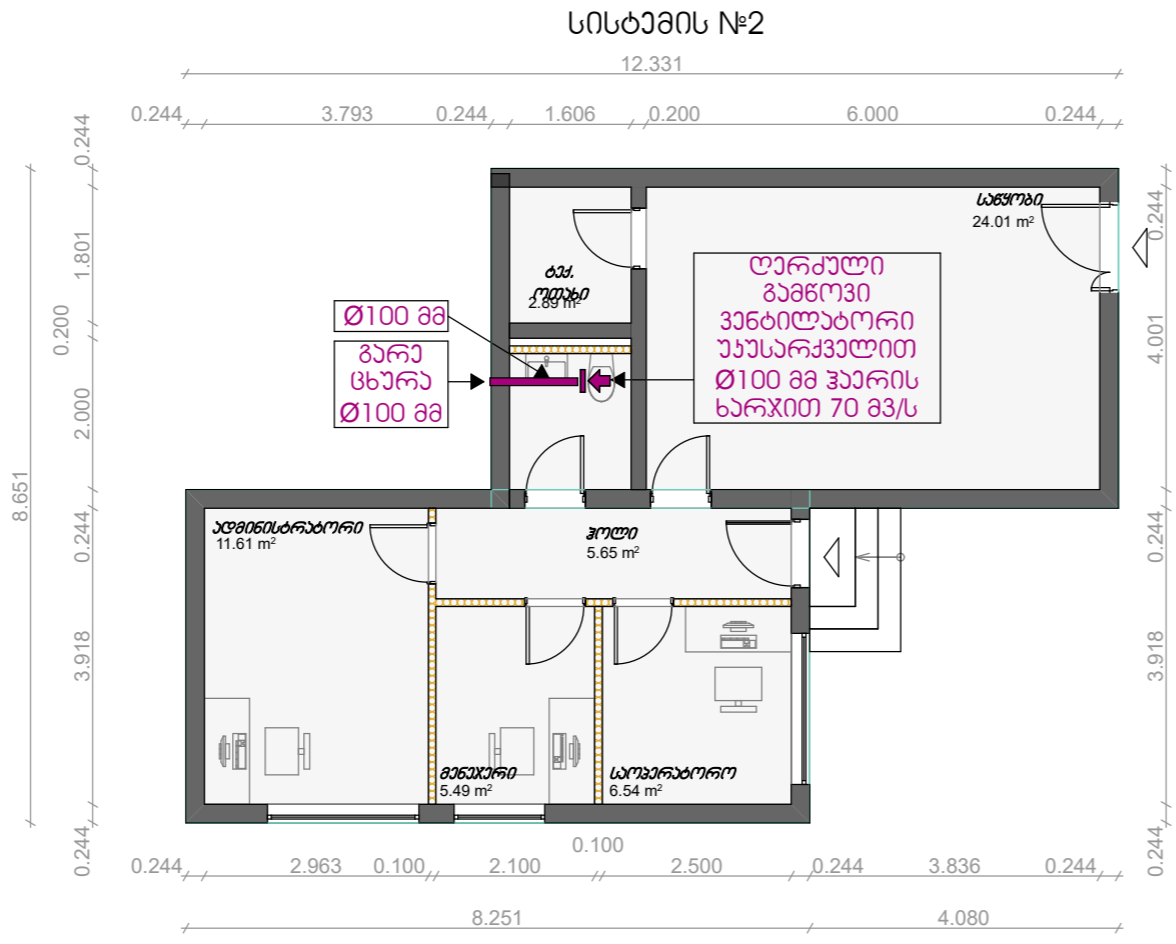 სისტემის №2
12.331
0.244 3.793 0.244 1.606 0.200 6.000 0.244
0.244
1.801
0.200
2.000
8.651
0.244
3.918
0.244
0.244
4.001
0.244
3.918
0.244
საწყობი
24.01 m²
ტექ.
ოთახი
2.89 m²
Ø100 მმ
გარე
ცხურა
Ø100 მმ
ღერძული
გამწოვი
ვენტილატორი
უკუსარქველით
Ø100 მმ ჰაერის
ხარჯით 70 მ3/ს
ადმინისტრატორი
11.61 m²
ჰოლი
5.65 m²
მენეჯერი
5.49 m²
საოპერატორო
6.54 m²
0.100
0.244 2.963 0.100 2.100 2.500 0.244 3.836 0.244
8.251 4.080